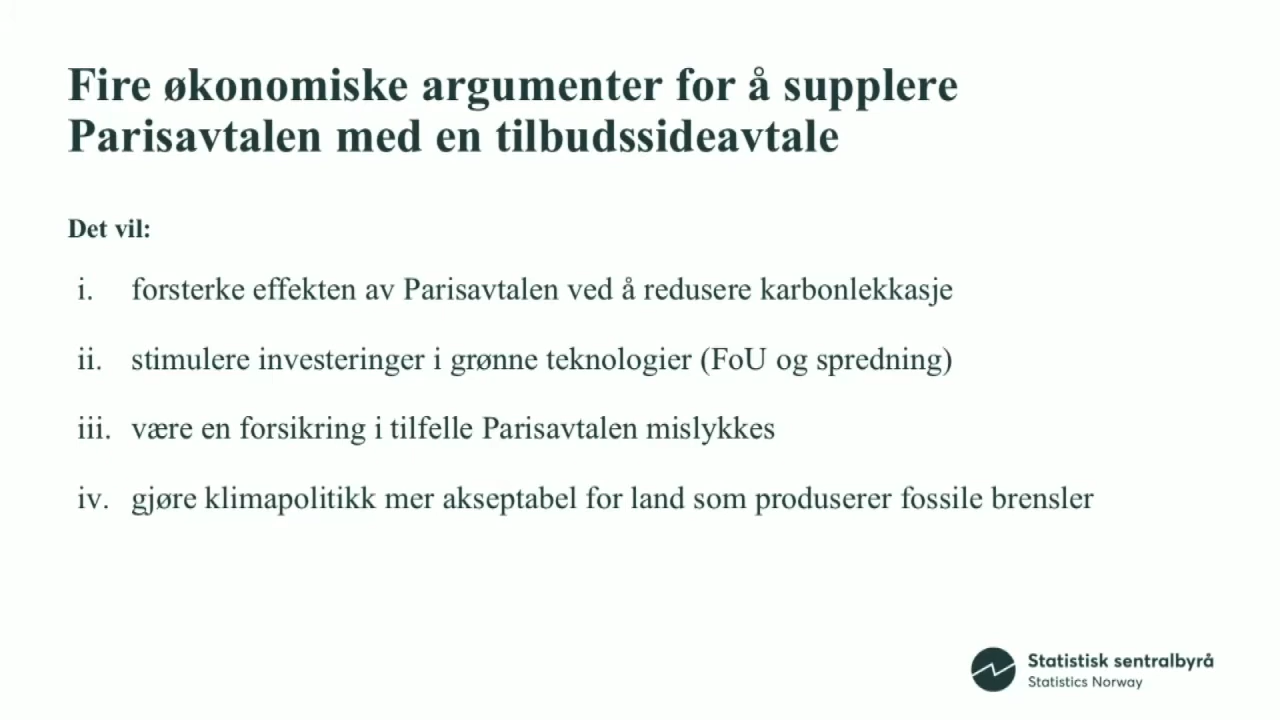 Fire økonomiske argumenter for å supplere
Parisavtalen med en tilbudssideavtale
Det vil:
i. forsterke effekten av Parisavtalen ved å redusere karbonlekkasje
ii. stimulere investeringer i grønne teknologier (FoU og spredning)
iii. være en forsikring i tilfelle Parisavtalen mislykkes
iv. gjøre klimapolitikk mer akseptabel for land som produserer fossile brensler
Statistisk sentralbyrå
Statistics Norway